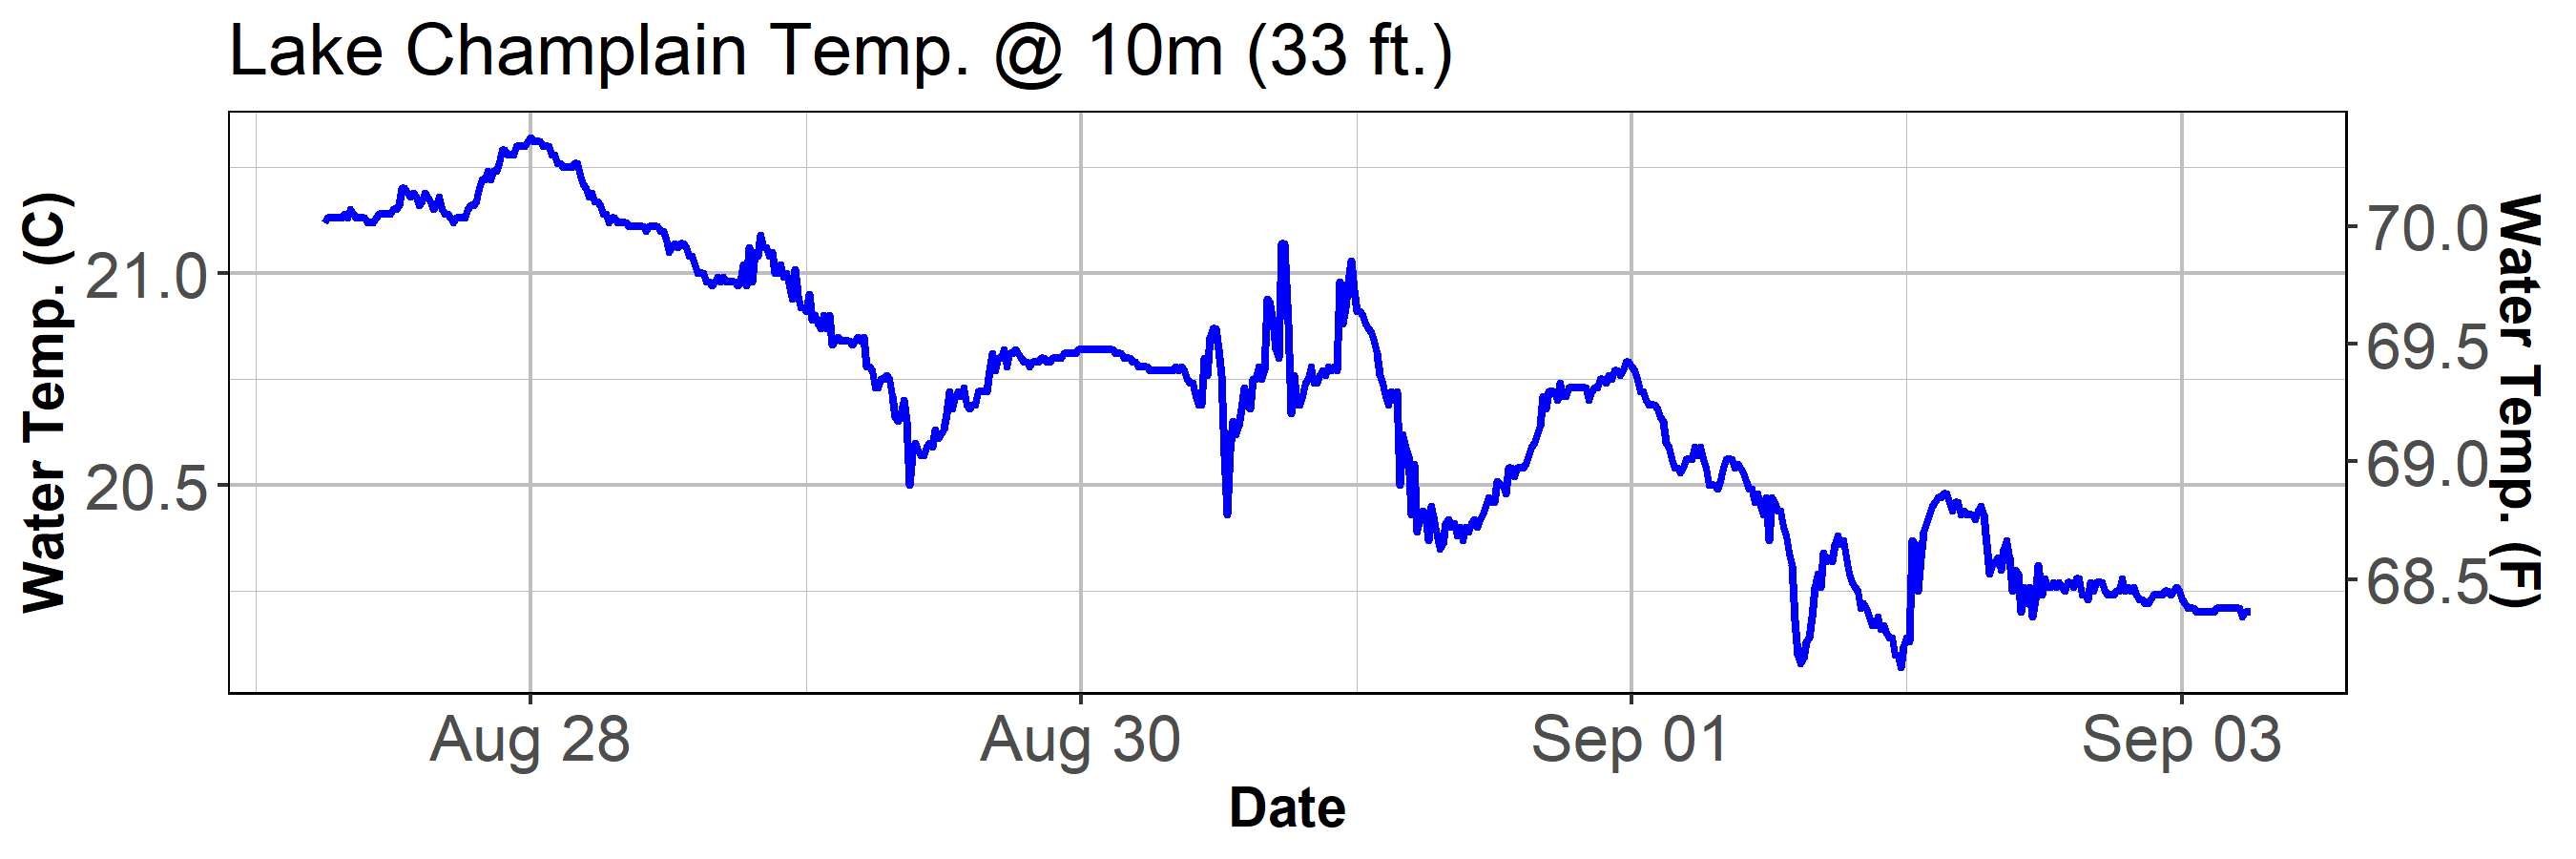 Lake Champlain Temp. @ 10m (33 ft.)
Water Temp. (C)
21.0
20.5
70.0
69.5
69.0
68.5
Water Temp. (F)
Aug 28
Aug 30
Sep 01
Sep 03
Date